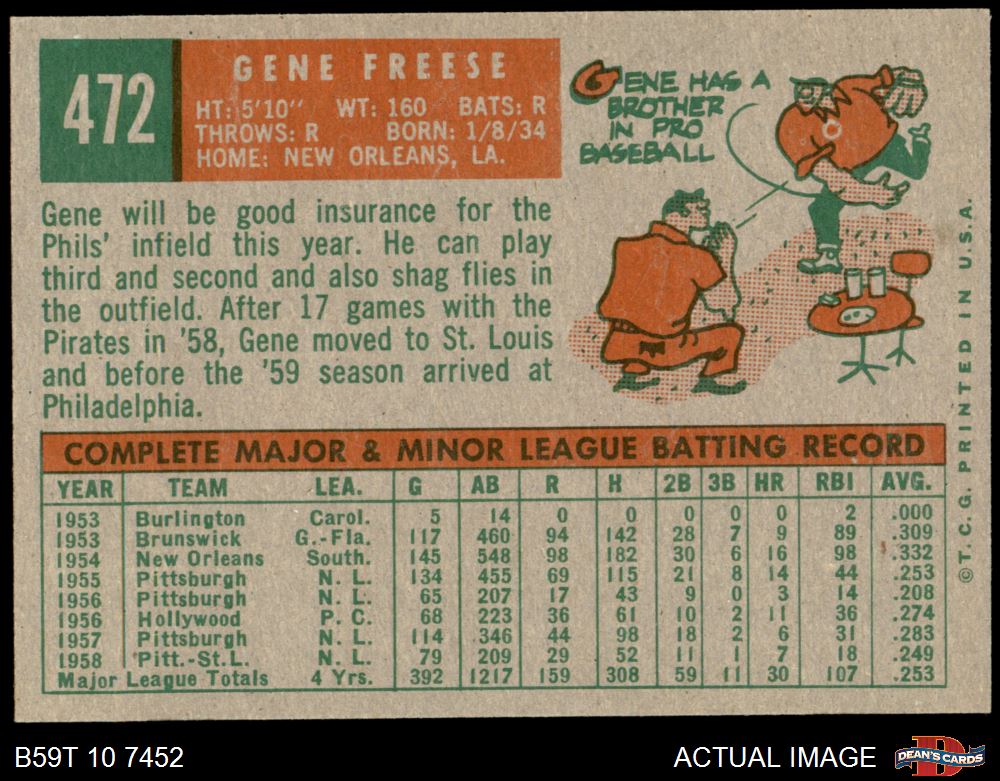 472
GENE FREESE
HT: 5'10" WT: 160 BATS: R
THROWS: R BORN: 1/8/34
HOME: NEW ORLEANS, LA.
GENE HAS A
BROTHER
IN PRO
BASEBALL
Gene will be good insurance for the
Phils' infield this year. He can play
third and second and also shag flies in
the outfield. After 17 games with the
Pirates in '58, Gene moved to St. Louis
and before the '59 season arrived at
Philadelphia.
©T. C. G. PRINTED IN U.S.A.
COMPLETE MAJOR & MINOR LEAGUE BATTING RECORD
YEAR TEAM LEA. G AB R H 2B 3B HR RBI AVG.
1953 Burlington Carol. 5 14 0 0 0 0 0 2 .000
1953 Brunswick G.-Fla. 117 460 94 142 28 7 9 89 .309
1954 New Orleans South. 145 548 98 182 30 6 16 98 .332
1955 Pittsburgh N. L. 134 455 69 115 21 8 14 44 .253
1956 Pittsburgh N. L. 65 207 17 43 9 0 3 14 .208
1956 Hollywood P. C. 68 223 36 61 10 2 11 36 .274
1957 Pittsburgh N. L. 114 346 44 98 18 2 6 31 .283
1958 Pitt.-St.L. N. L. 79 209 29 52 11 1 7 18 .249
Major League Totals 4 Yrs. 392 1217 159 308 59 11 30 107 .253
B59T 10 7452
ACTUAL IMAGE
D
DEAN'S CARDS